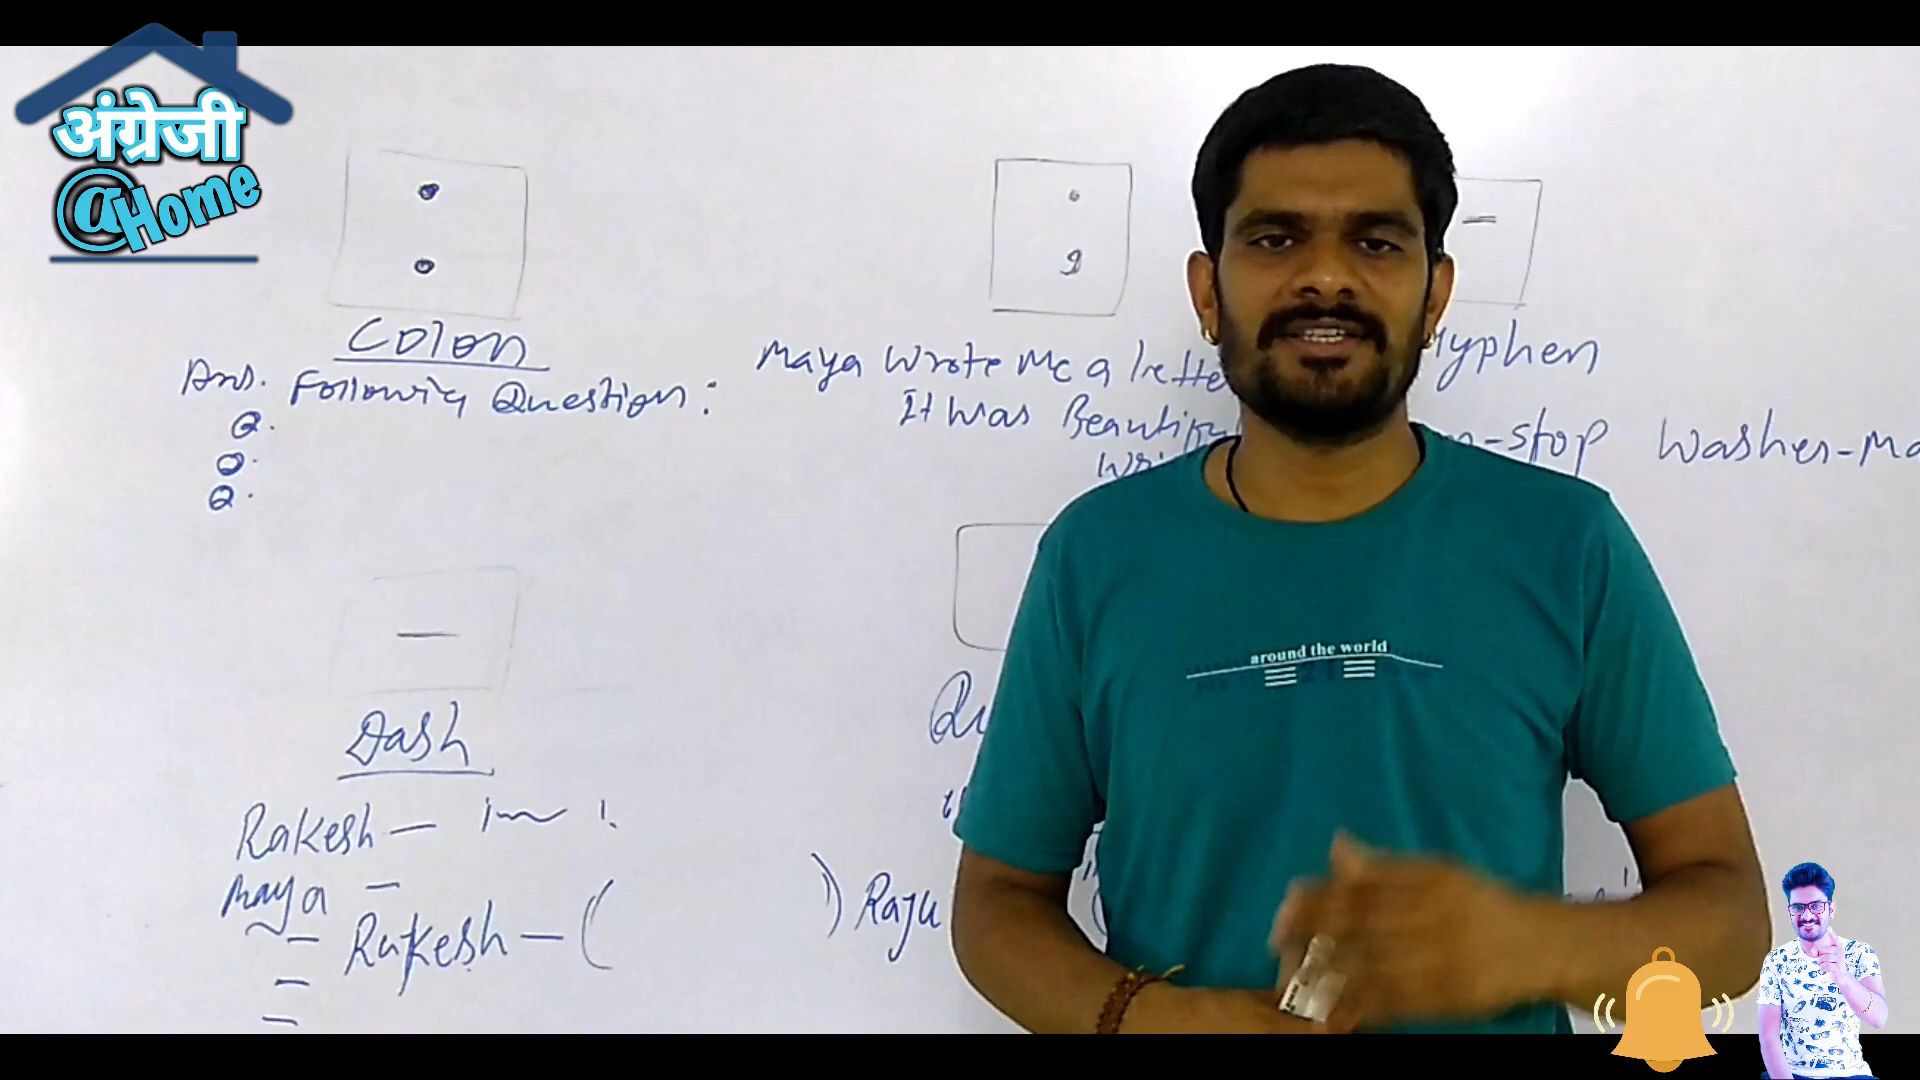 अंग्रेजी
@Home
:
Colon
Ans. Following Question:
Q.
Q.
Q.
;
Maya Wrote Me a lette
It was Beautiful
-
Hyphen
n-stop Washer-Ma
—
Dash
Rakesh —
Maya —
— Rakesh — (
) Raju
—
—
around the world